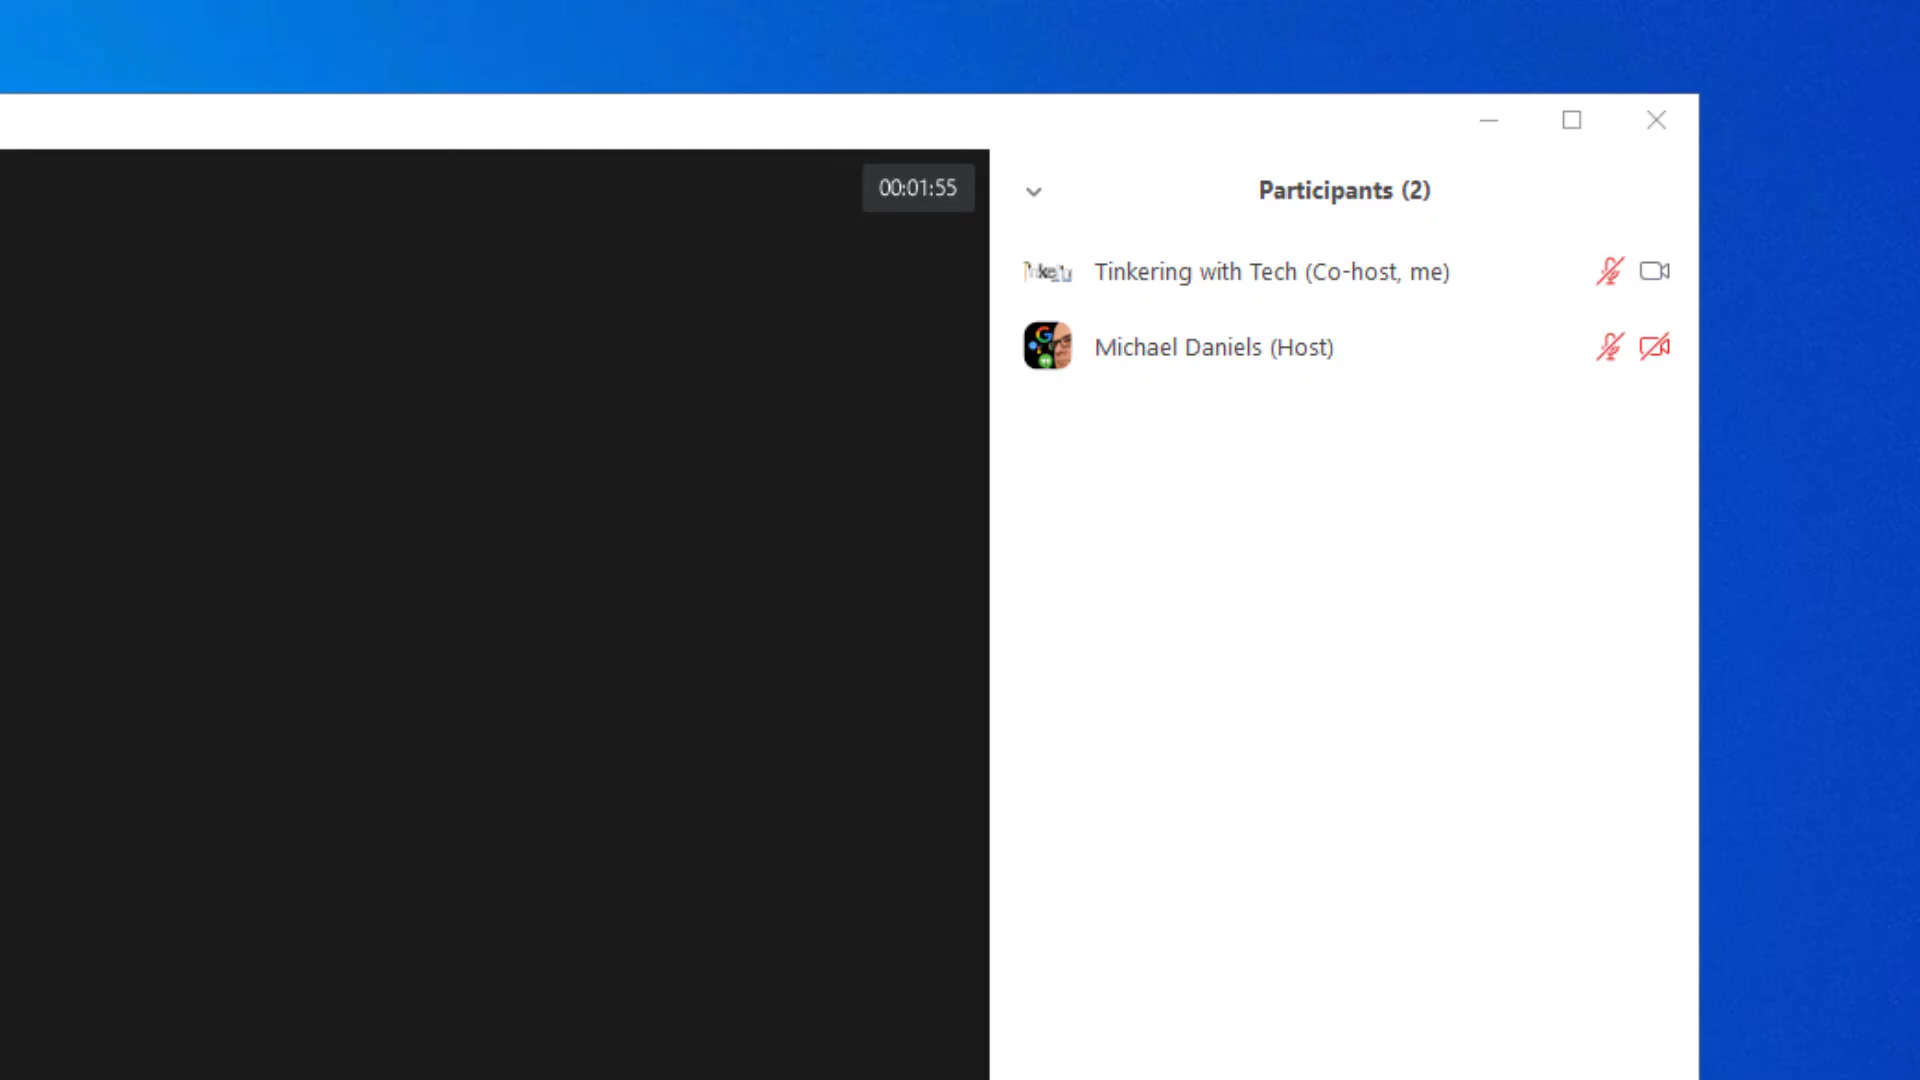 00:01:55
Participants (2)
Tinkering with Tech (Co-host, me)
Michael Daniels (Host)